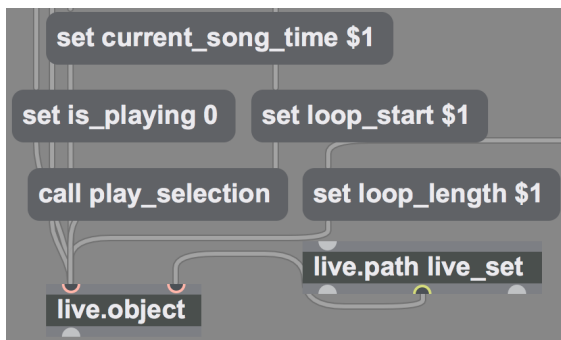 set current_song_time $1
set is_playing 0
set loop_start $1
call play_selection
set loop_length $1
live.path live_set
live.object